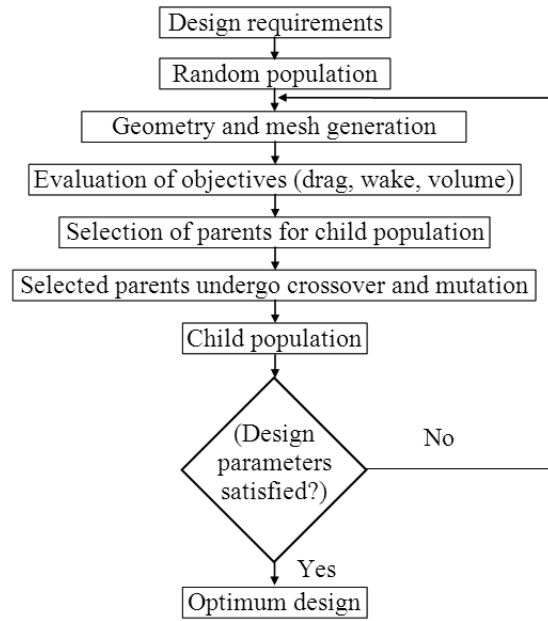 Design requirements
Random population
Geometry and mesh generation
Evaluation of objectives (drag, wake, volume)
Selection of parents for child population
Selected parents undergo crossover and mutation
Child population
(Design
parameters
satisfied?)
No
Yes
Optimum design